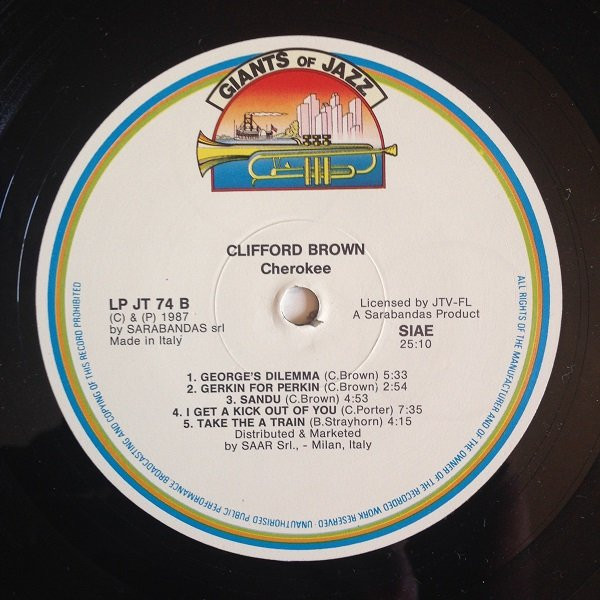 GIANTS OF JAZZ
CLIFFORD BROWN
Cherokee
LP JT 74 B
(C) & (P) 1987
by SARABANDAS srl
Made in Italy
Licensed by JTV-FL
A Sarabandas Product
SIAE
25:10
1. GEORGE'S DILEMMA (C.Brown) 5:33
2. GERKIN FOR PERKIN (C.Brown) 2:54
3. SANDU (C.Brown) 4:53
4. I GET A KICK OUT OF YOU (C.Porter) 7:35
5. TAKE THE A TRAIN (B.Strayhorn) 4:15
Distributed & Marketed
by SAAR Srl., - Milan, Italy
ALL RIGHTS OF THE MANUFACTURER AND OF THE OWNER OF THE RECORDED WORK RESERVED · UNAUTHORISED PUBLIC PERFORMANCE BROADCASTING AND COPYING OF THIS RECORD PROHIBITED